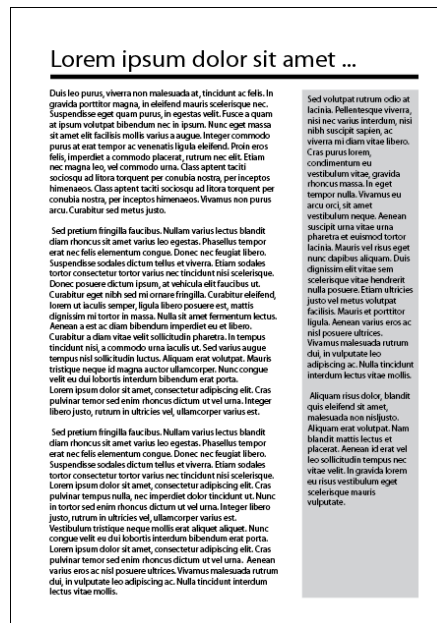 Lorem ipsum dolor sit amet ...
Duis leo purus, viverra non malesuada at, tincidunt ac felis. In
gravida porttitor magna, in eleifend mauris scelerisque nec.
Suspendisse eget quam purus, in egestas velit. Fusce a quam
at ipsum volutpat bibendum nec in ipsum. Nunc eget massa
sit amet elit facilisis mollis varius a augue. Integer commodo
purus at erat tempor ac venenatis ligula eleifend. Proin eros
felis, imperdiet a commodo placerat, rutrum nec elit. Etiam
nec magna leo, vel commodo urna. Class aptent taciti
sociosqu ad litora torquent per conubia nostra, per inceptos
himenaeos. Class aptent taciti sociosqu ad litora torquent per
conubia nostra, per inceptos himenaeos. Vivamus non purus
arcu. Curabitur sed metus justo.
Sed pretium fringilla faucibus. Nullam varius lectus blandit
diam rhoncus sit amet varius leo egestas. Phasellus tempor
erat nec felis elementum congue. Donec nec feugiat libero.
Suspendisse sodales dictum tellus et viverra. Etiam sodales
tortor consectetur tortor varius nec tincidunt nisi scelerisque.
Donec posuere dictum ipsum, at vehicula elit faucibus ut.
Curabitur eget nibh sed mi ornare fringilla. Curabitur eleifend,
lorem ut iaculis semper, ligula libero posuere est, mattis
dignissim mi tortor in massa. Nulla sit amet fermentum lectus.
Aenean a est ac diam bibendum imperdiet eu et libero.
Curabitur a diam vitae velit sollicitudin pharetra. In tempus
tincidunt nisi, a commodo urna iaculis ut. Sed varius augue
tempus nisl sollicitudin luctus. Aliquam erat volutpat. Mauris
tristique neque id magna auctor ullamcorper. Nunc congue
velit eu dui lobortis interdum bibendum erat porta.
Lorem ipsum dolor sit amet, consectetur adipiscing elit. Cras
pulvinar temor sed enim rhoncus dictum ut vel urna. Integer
libero justo, rutrum in ultricies vel, ullamcorper varius est.
Sed pretium fringilla faucibus. Nullam varius lectus blandit
diam rhoncus sit amet varius leo egestas. Phasellus tempor
erat nec felis elementum congue. Donec nec feugiat libero.
Suspendisse sodales dictum tellus et viverra. Etiam sodales
tortor consectetur tortor varius nec tincidunt nisi scelerisque.
Lorem ipsum dolor sit amet, consectetur adipiscing elit. Cras
pulvinar tempus nulla, nec imperdiet dolor tincidunt ut. Nunc
in tortor sed enim rhoncus dictum ut vel urna. Integer libero
justo, rutrum in ultricies vel, ullamcorper varius est.
Vestibulum tristique neque mollis erat aliquet aliquet. Nunc
congue velit eu dui lobortis interdum bibendum erat porta.
Lorem ipsum dolor sit amet, consectetur adipiscing elit. Cras
pulvinar temor sed enim rhoncus dictum ut vel urna. Aenean
varius eros ac nisl posuere ultrices. Vivamus malesuada rutrum
dui, in vulputate leo adipiscing ac. Nulla tincidunt interdum
lectus vitae mollis.
Sed volutpat rutrum odio at
lacinia. Pellentesque viverra,
nisi nec varius interdum, nisi
nibh suscipit sapien, ac
viverra mi diam vitae libero.
Cras purus lorem,
condimentum eu
vestibulum vitae, gravida
rhoncus massa. In eget
tempor nulla. Vivamus eu
arcu orci, sit amet
vestibulum neque. Aenean
suscipit urna vitae urna
pharetra et euismod tortor
lacinia. Mauris vel risus eget
nunc dapibus aliquam. Duis
dignissim elit vitae sem
scelerisque vitae hendrerit
nulla posuere. Etiam ultricies
justo vel metus volutpat
facilisis. Mauris et porttitor
ligula. Aenean varius eros ac
nisl posuere ultrices.
Vivamus malesuada rutrum
dui, in vulputate leo
adipiscing ac. Nulla tincidunt
interdum lectus vitae mollis.
Aliquam risus dolor, blandit
quis eleifend sit amet,
malesuada non nisljusto.
Aliquam erat volutpat. Nam
blandit mattis lectus et
placerat. Aenean id erat vel
leo sollicitudin tempus nec
vitae velit. In gravida lorem
eu risus vestibulum eget
scelerisque mauris
vulputate.